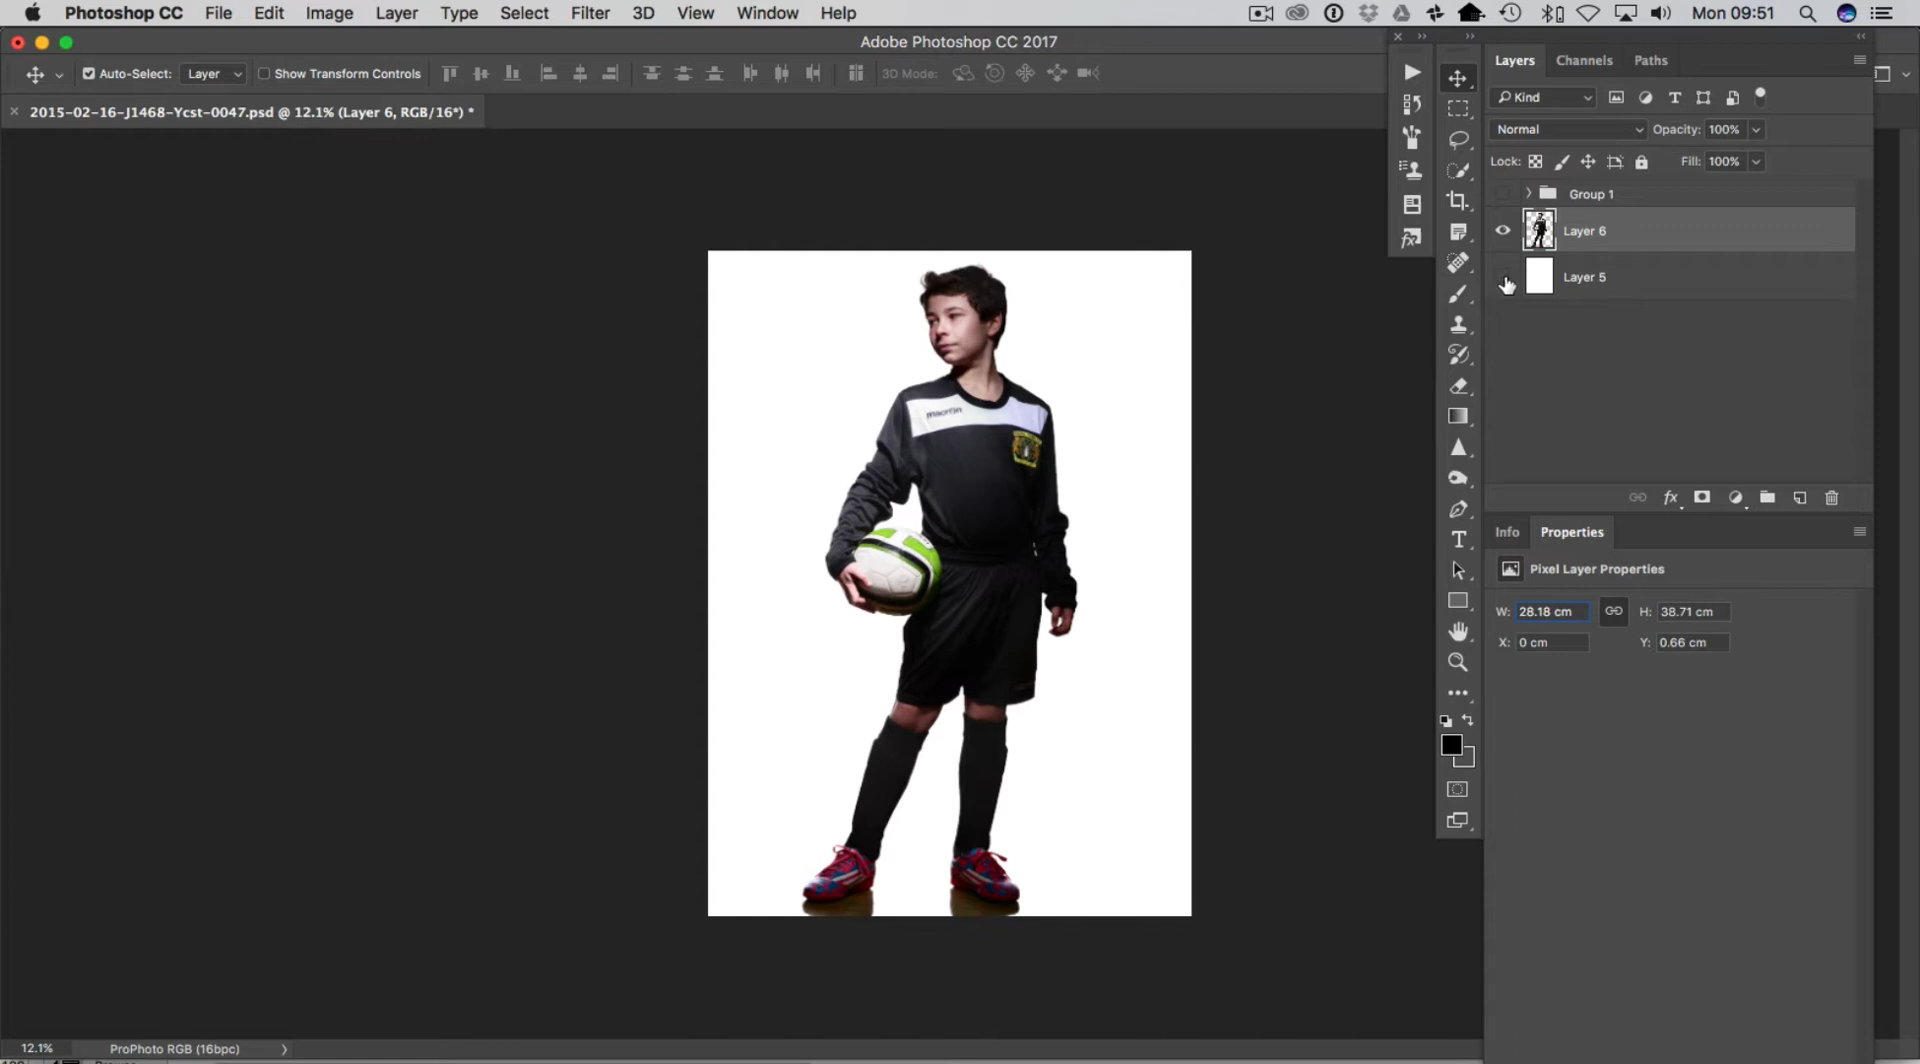 Photoshop CC File Edit Image Layer Type Select Filter 3D View Window Help Mon 09:51
Adobe Photoshop CC 2017
Auto-Select: Layer Show Transform Controls 3D Mode:
2015-02-16-J1468-Ycst-0047.psd @ 12.1% (Layer 6, RGB/16*) *
Layers Channels Paths
Kind
Normal Opacity: 100%
Lock: Fill: 100%
Group 1
Layer 6
Layer 5
fx
Info Properties
Pixel Layer Properties
W: 28.18 cm H: 38.71 cm
X: 0 cm Y: 0.66 cm
macron
12.1% ProPhoto RGB (16bpc)